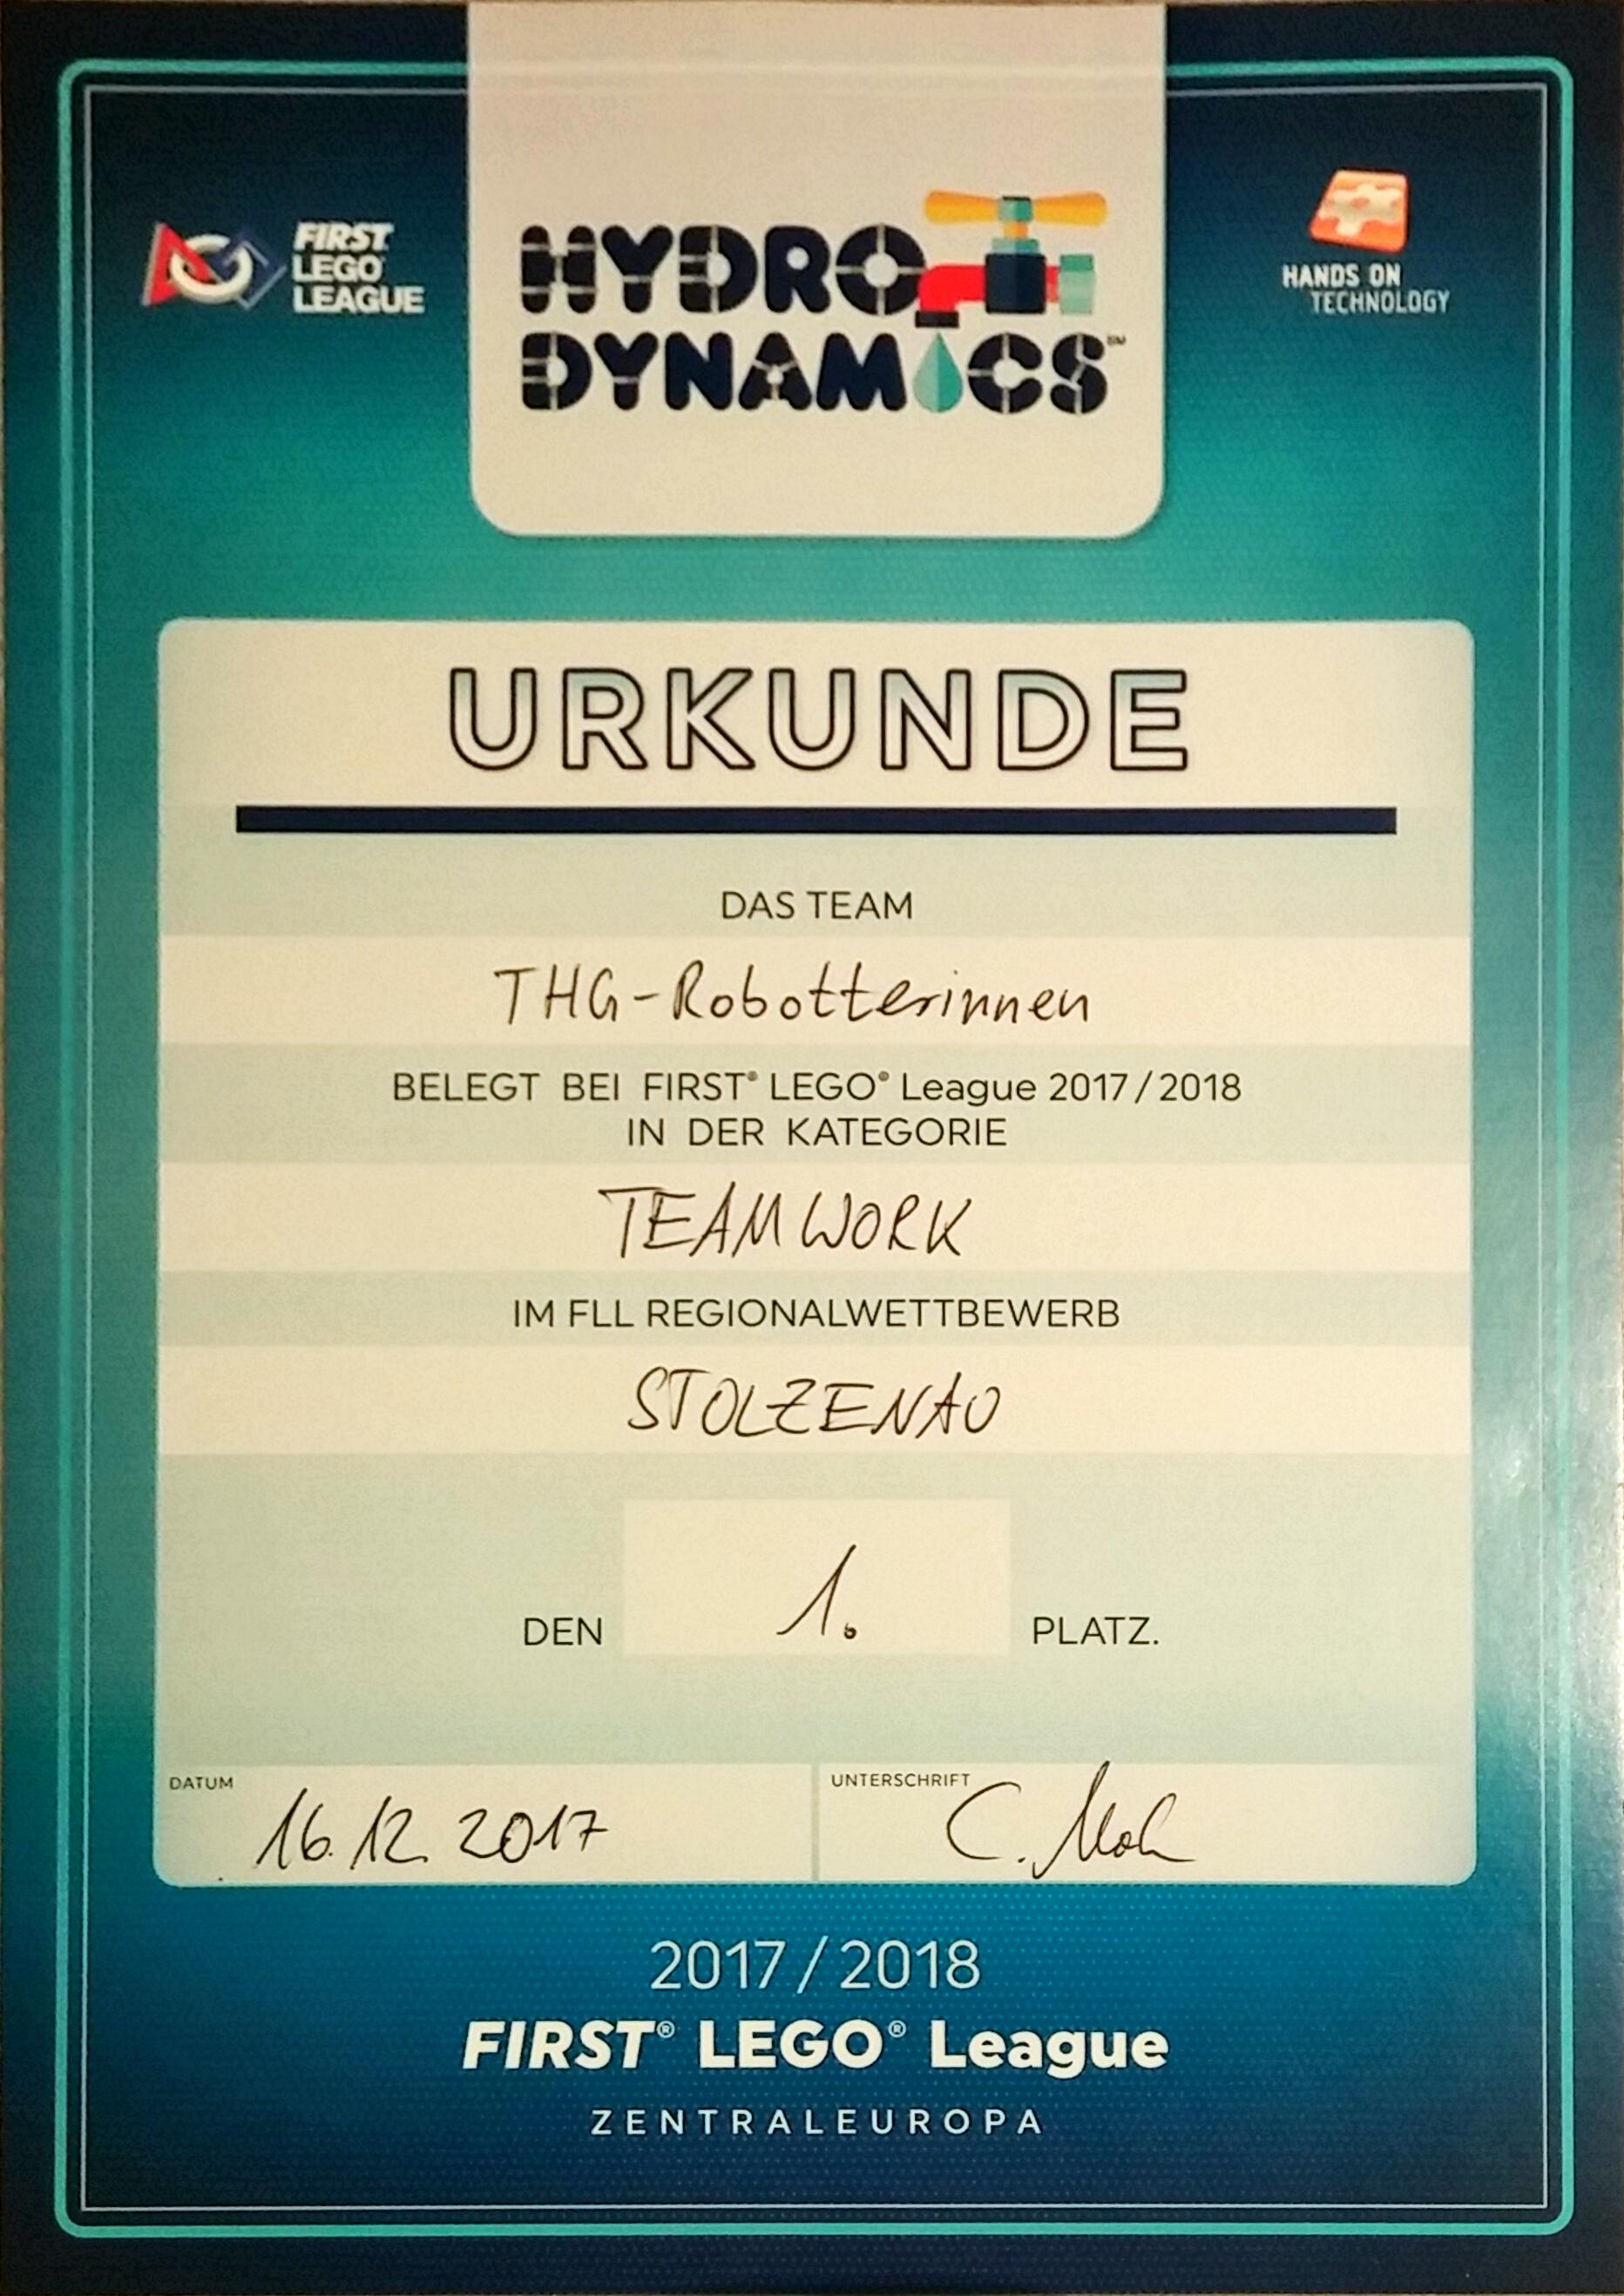 FIRST
LEGO
LEAGUE
HYDRO
DYNAMICS℠
HANDS ON
TECHNOLOGY
URKUNDE
DAS TEAM
THG-Robotterinnen
BELEGT BEI FIRST® LEGO® League 2017/2018
IN DER KATEGORIE
TEAMWORK
IM FLL REGIONALWETTBEWERB
STOLZENAU
DEN 1. PLATZ.
DATUM
16.12.2017
UNTERSCHRIFT
C.
2017/2018
FIRST® LEGO® League
ZENTRALEUROPA